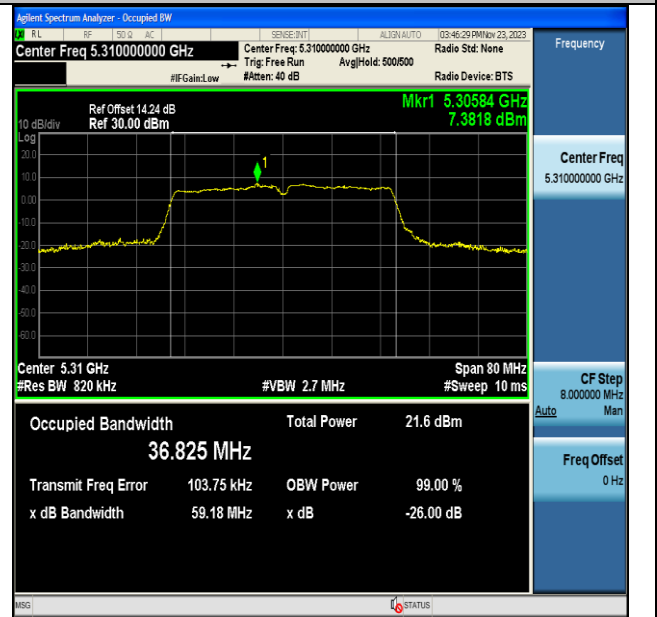 Agilent Spectrum Analyzer - Occupied BW
RL RF 50 Ω AC SENSE:INT ALIGN AUTO 03:46:29 PM Nov 23, 2023
Center Freq 5.310000000 GHz Center Freq: 5.310000000 GHz Radio Std: None
Trig: Free Run Avg|Hold: 500/500
#IFGain:Low #Atten: 40 dB Radio Device: BTS
Frequency
Ref Offset 14.24 dB Mkr1 5.30584 GHz
10 dB/div Ref 30.00 dBm 7.3818 dBm
Log
20.0
1
10.0
0.00
-10.0
-20.0
-30.0
-40.0
-50.0
-60.0
Center 5.31 GHz Span 80 MHz
#Res BW 820 kHz #VBW 2.7 MHz #Sweep 10 ms
Occupied Bandwidth Total Power 21.6 dBm
36.825 MHz
Transmit Freq Error 103.75 kHz OBW Power 99.00 %
x dB Bandwidth 59.18 MHz x dB -26.00 dB
Center Freq
5.310000000 GHz
CF Step
8.000000 MHz
Auto Man
Freq Offset
0 Hz
MSG STATUS